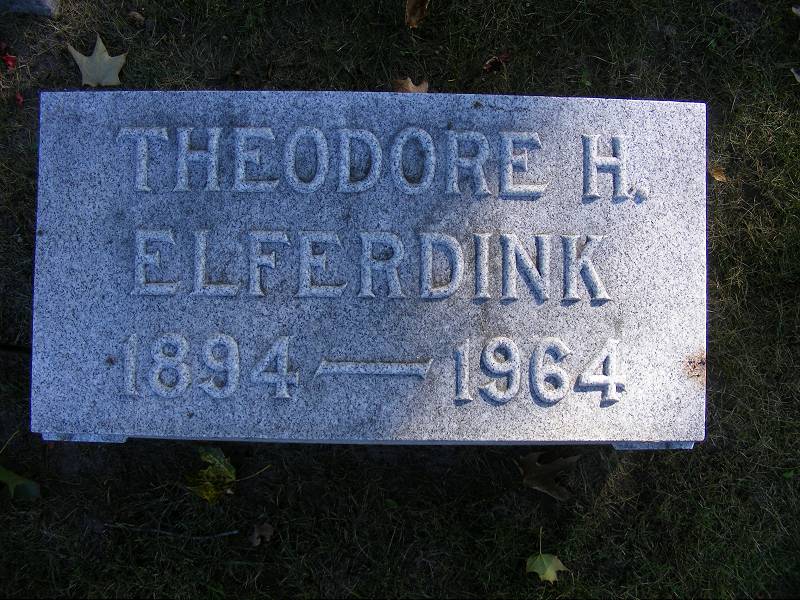 THEODORE H.
ELFERDINK
1894 — 1964